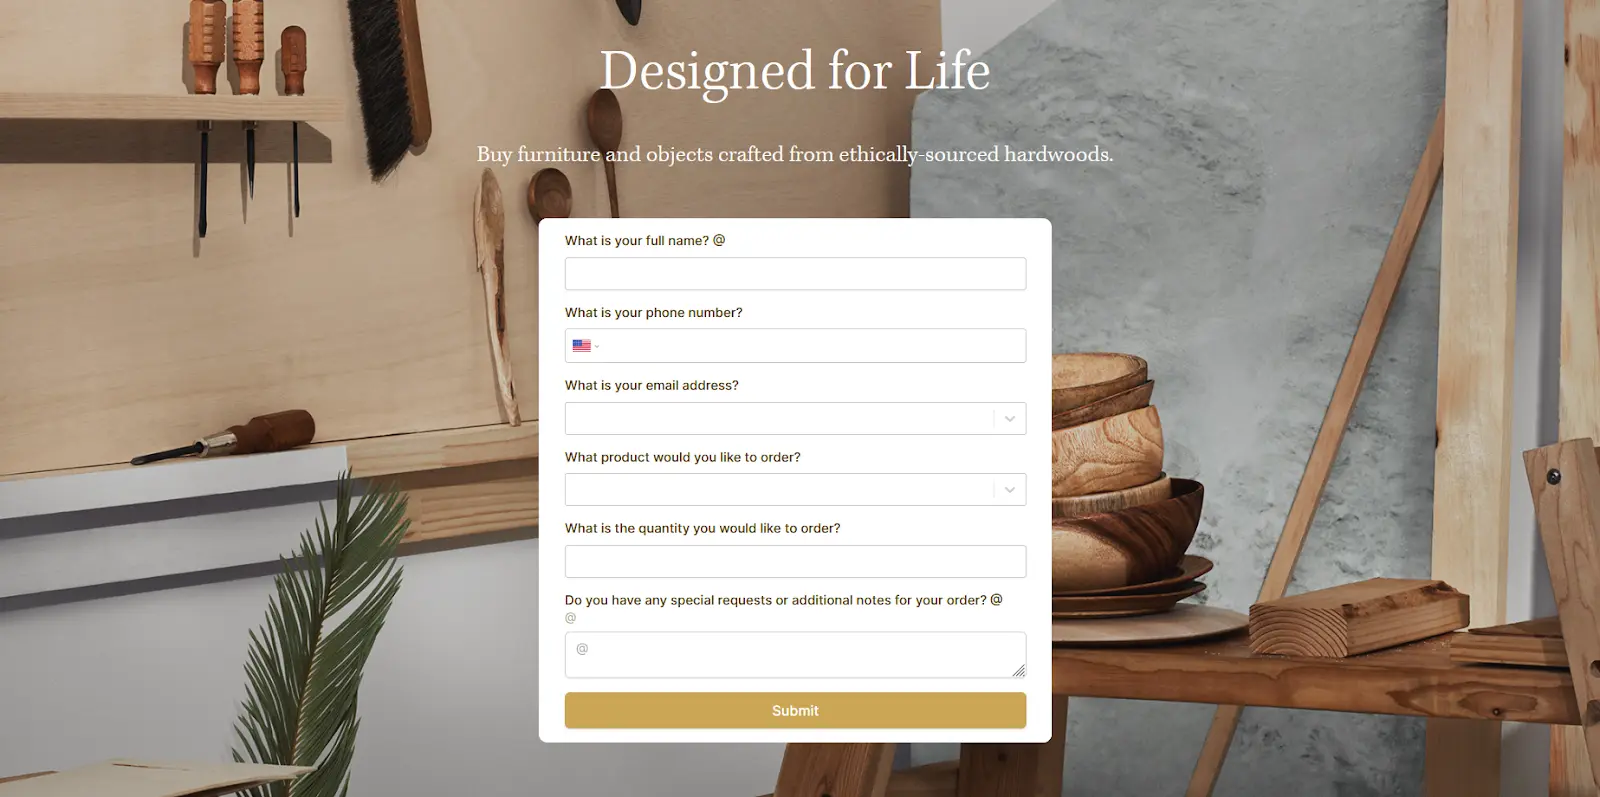 Designed for Life
Buy furniture and objects crafted from ethically-sourced hardwoods.
What is your full name? @
What is your phone number?
What is your email address?
What product would you like to order?
What is the quantity you would like to order?
Do you have any special requests or additional notes for your order? @
@
@
Submit